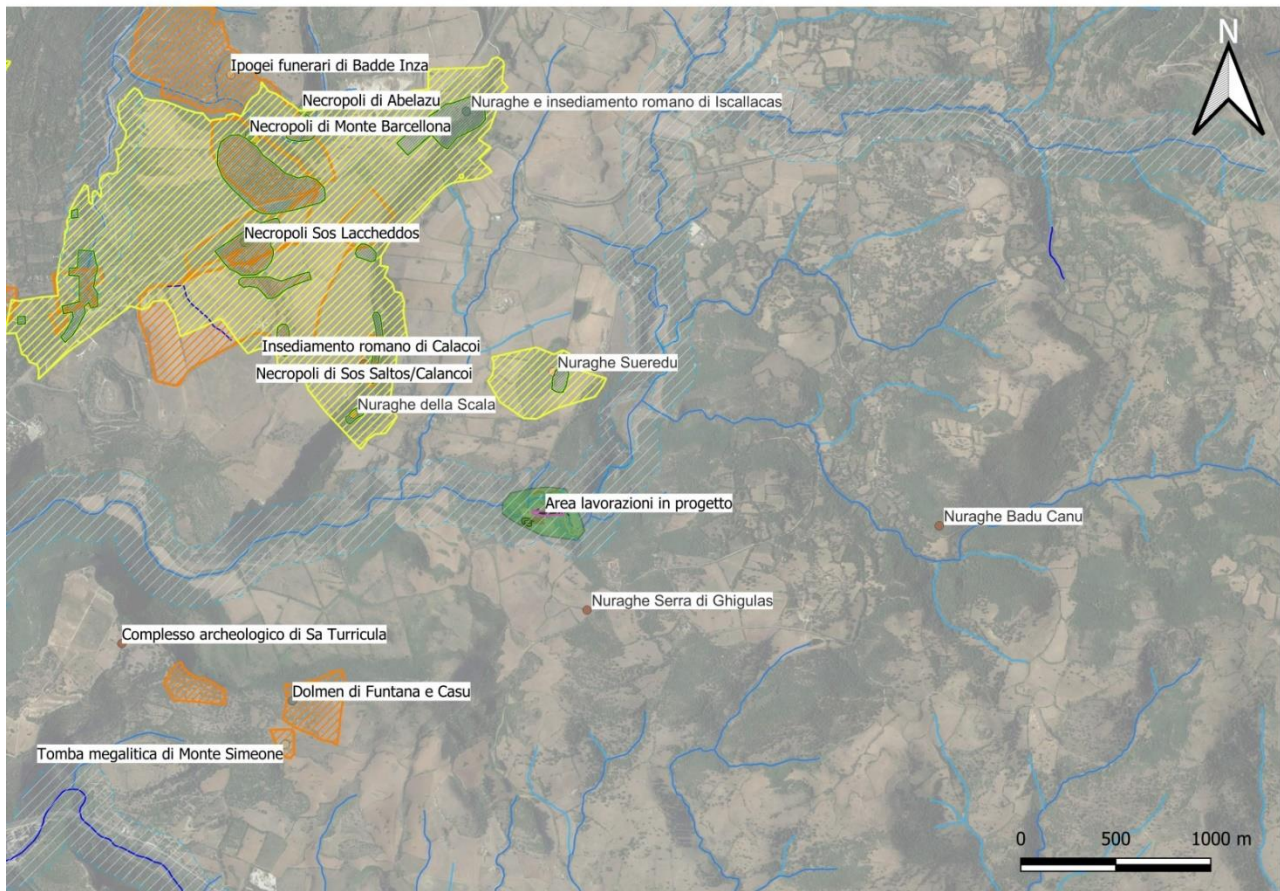 N
Ipogei funerari di Badde Inza
Necropoli di Abelazu
Nuraghe e insediamento romano di Iscallacas
Necropoli di Monte Barcellona
Necropoli Sos Laccheddos
Insediamento romano di Calacoi
Nuraghe Sueredu
Necropoli di Sos Saltos/Calancoi
Nuraghe della Scala
Area lavorazioni in progetto
Nuraghe Badu Canu
Nuraghe Serra di Ghigulas
Complesso archeologico di Sa Turricula
Dolmen di Funtana e Casu
Tomba megalitica di Monte Simeone
0 500 1000 m